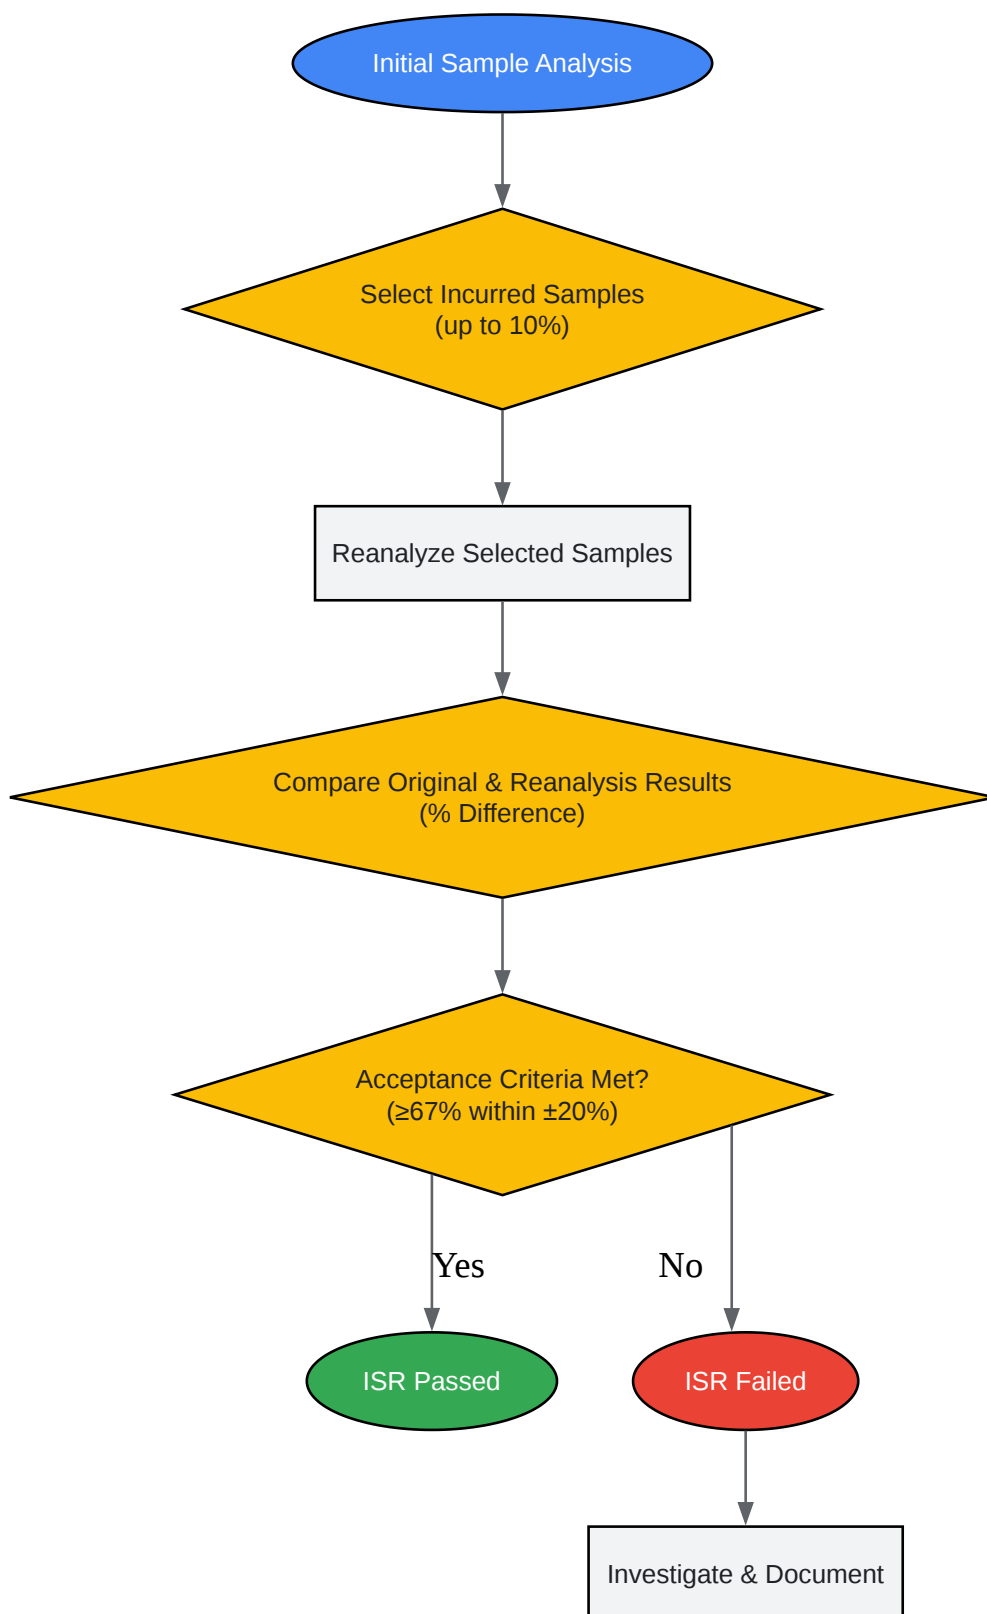 Initial Sample Analysis
Select Incurred Samples
(up to 10%)
Reanalyze Selected Samples
Compare Original & Reanalysis Results
(% Difference)
Acceptance Criteria Met?
(≥67% within ±20%)
Yes
No
ISR Passed
ISR Failed
Investigate & Document